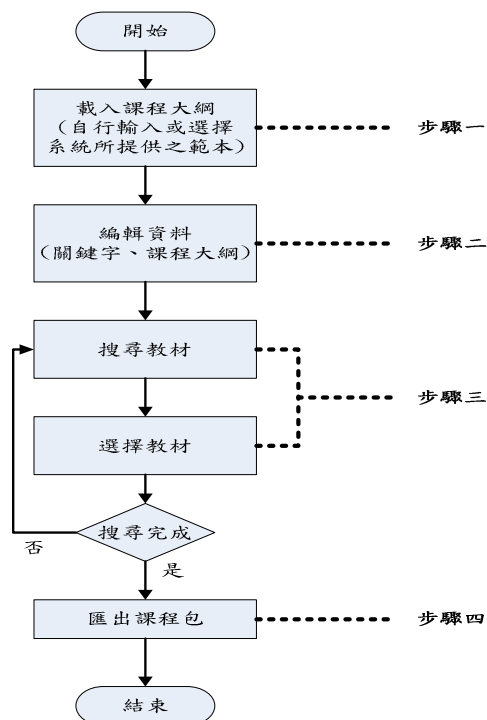 開始
載入課程大綱
（自行輸入或選擇
系統所提供之範本）
步驟一
編輯資料
（關鍵字、課程大綱）
步驟二
搜尋教材
步驟三
選擇教材
搜尋完成
否
是
匯出課程包
步驟四
結束